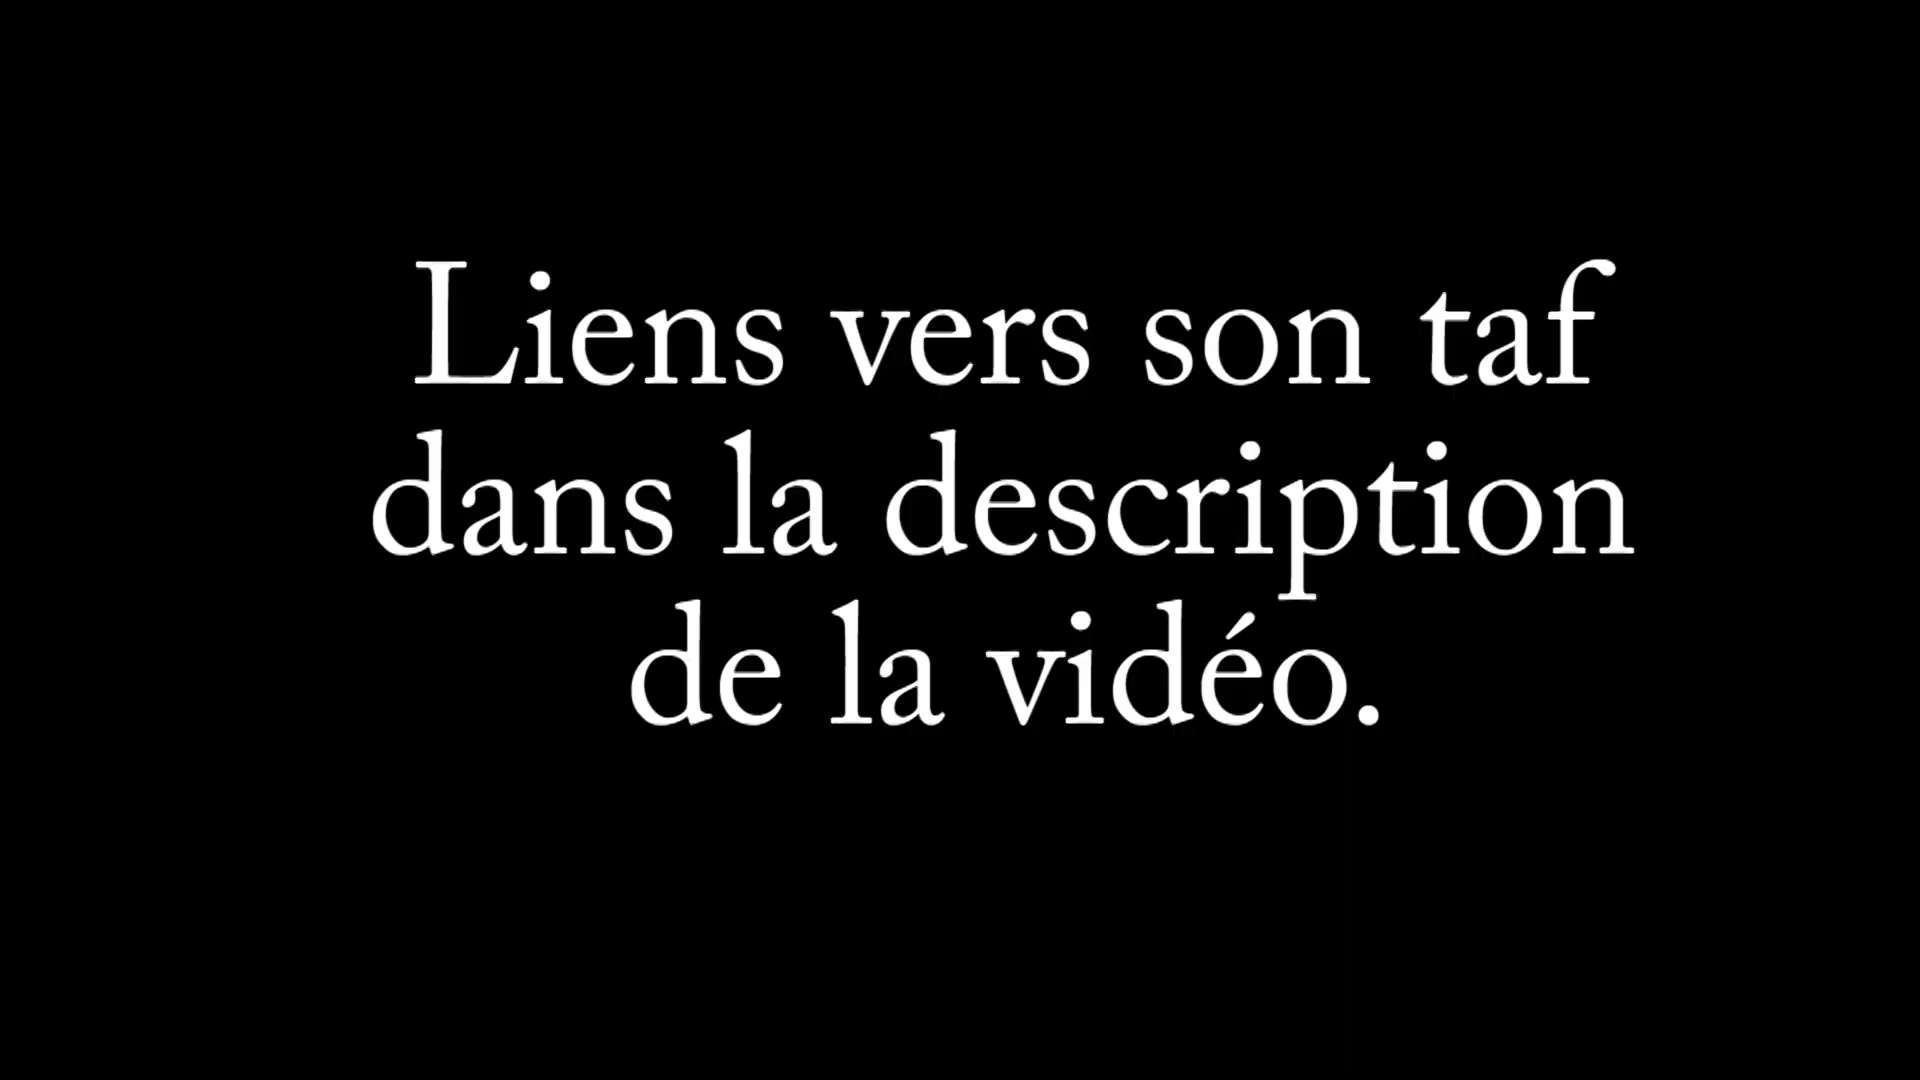 Liens vers son taf
dans la description
de la vidéo.